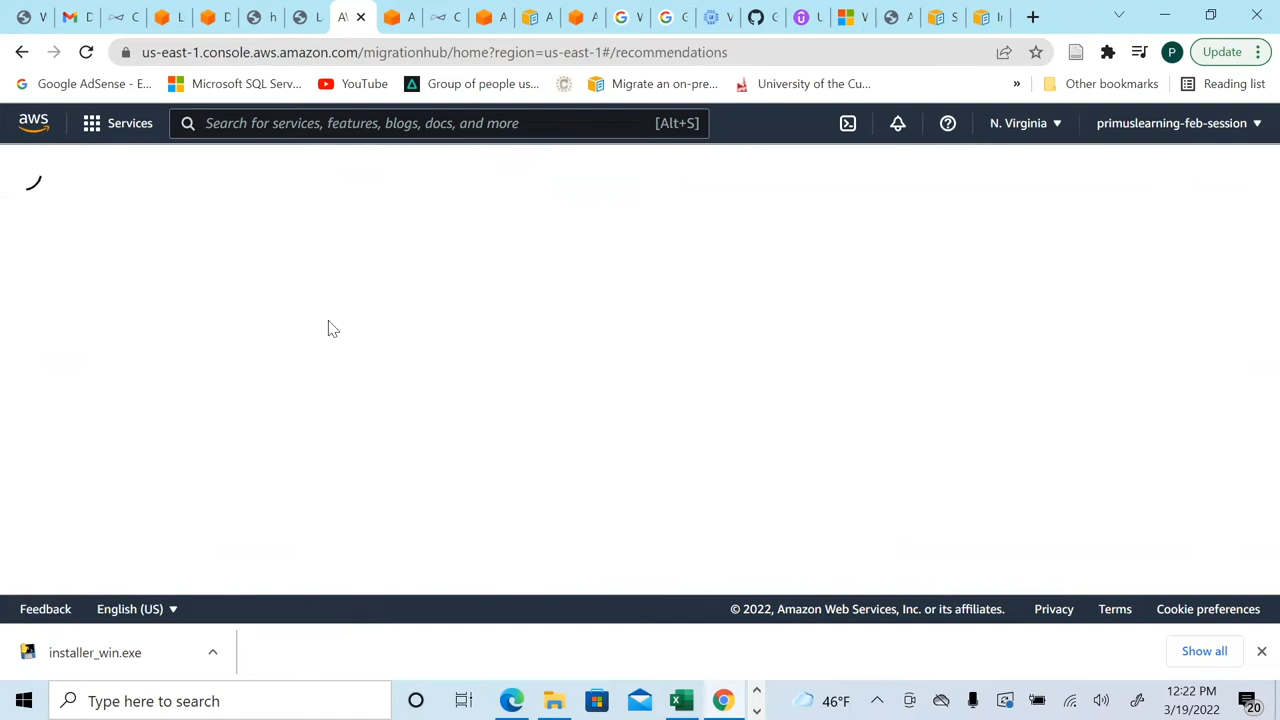 us-east-1.console.aws.amazon.com/migrationhub/home?region=us-east-1#/recommendations
Update
Google AdSense - E...
Microsoft SQL Serv...
YouTube
Group of people us...
Migrate an on-pre...
University of the Cu...
»
Other bookmarks
Reading list
aws
Services
Search for services, features, blogs, docs, and more
[Alt+S]
N. Virginia
primuslearning-feb-session
Feedback
English (US)
© 2022, Amazon Web Services, Inc. or its affiliates.
Privacy
Terms
Cookie preferences
installer_win.exe
Show all
Type here to search
46°F
12:22 PM
3/19/2022
20